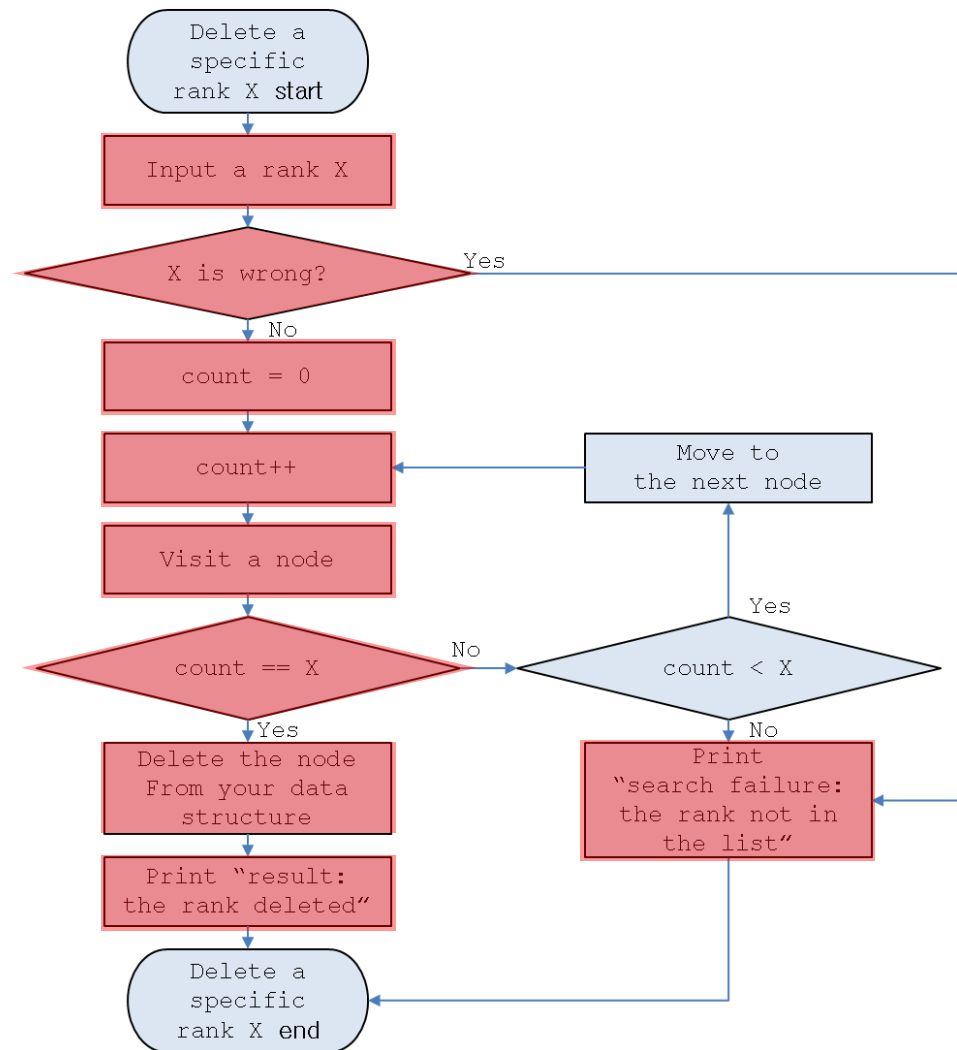 Delete a
specific
rank X start
Input a rank X
X is wrong?
Yes
No
count = 0
count++
Move to
the next node
Visit a node
Yes
count == X
No
count < X
Yes
No
Delete the node
From your data
structure
Print
“search failure:
the rank not in
the list”
Print “result:
the rank deleted”
Delete a
specific
rank X end